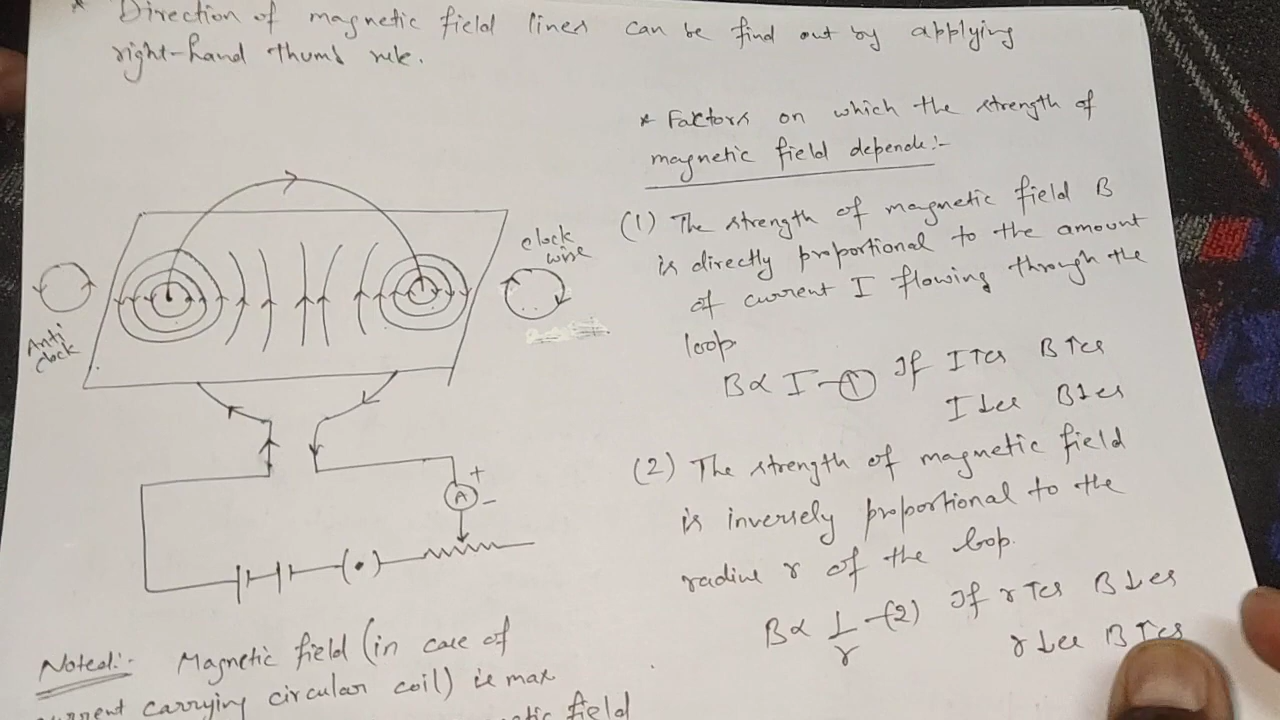 * Direction of magnetic field lines can be find out by applying
right-hand thumb rule.
* Factors on which the strength of
magnetic field depends:-
(1) The strength of magnetic field B
is directly proportional to the amount
of current I flowing through the
loop
B∝ I-① If I↑es B↑es
I↓es B↓es
(2) The strength of magnetic field
is inversely proportional to the
radius r of the loop.
B∝ 1/r -(2) If r↑es B↓es
r↓es B↑es
clock
wise
Anti
clock
+
A
-
Noted:- Magnetic field (in case of
current carrying circular coil) is max
field